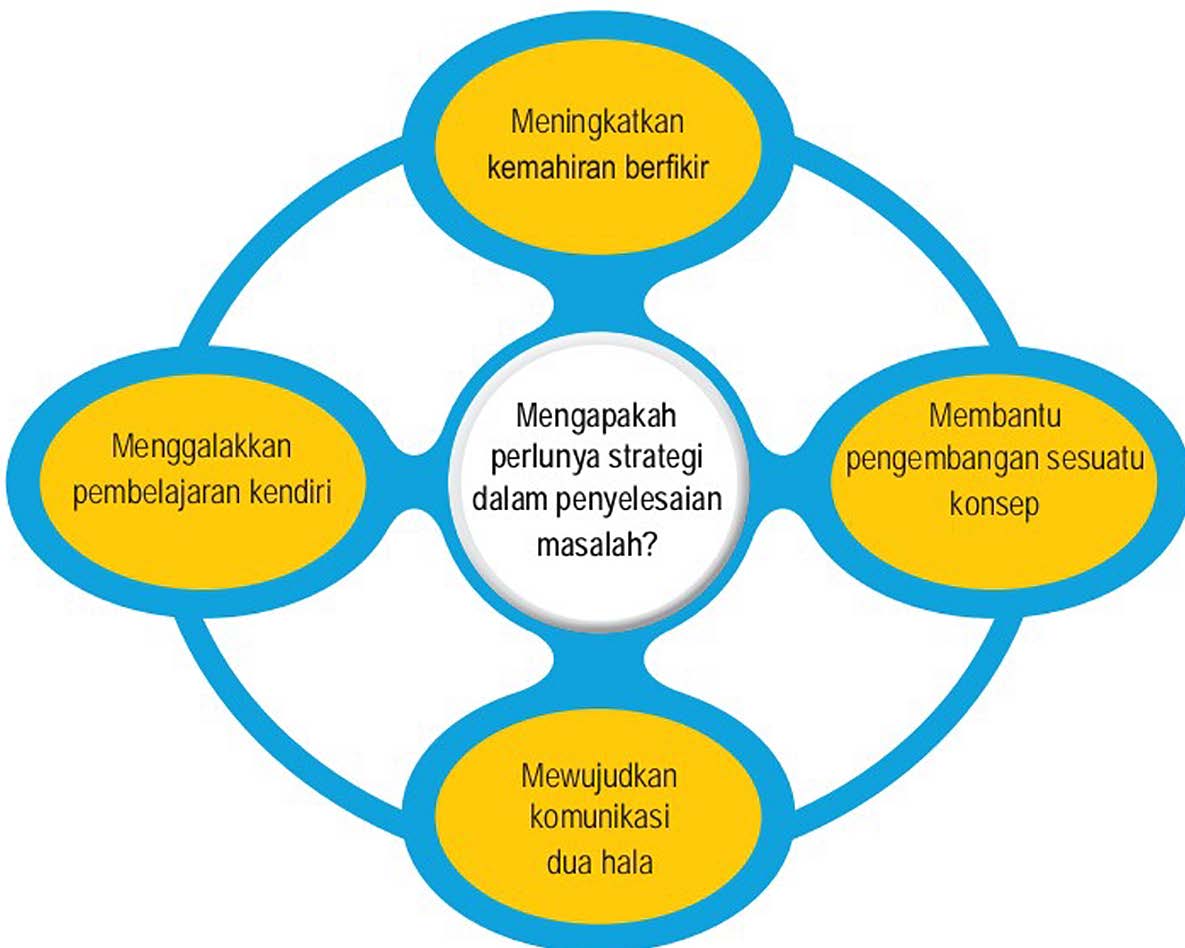 Meningkatkan
kemahiran berfikir
Menggalakkan
pembelajaran kendiri
Mengapakah
perlunya strategi
dalam penyelesaian
masalah?
Membantu
pengembangan sesuatu
konsep
Mewujudkan
komunikasi
dua hala